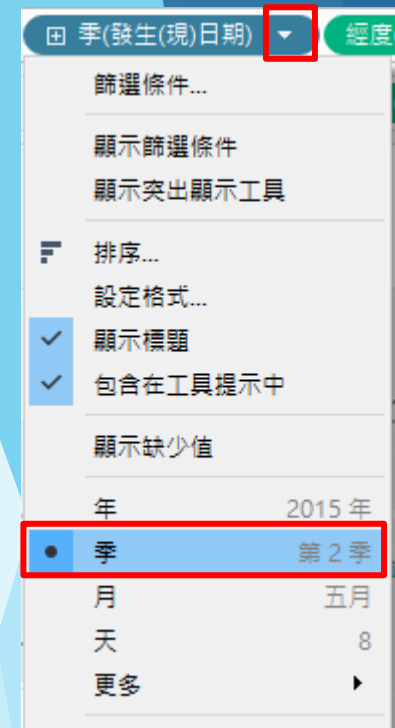 季(發生(現)日期) 經度
篩選條件...
顯示篩選條件
顯示突出顯示工具
排序...
設定格式...
顯示標題
包含在工具提示中
顯示缺少值
年 2015 年
季 第 2 季
月 五月
天 8
更多